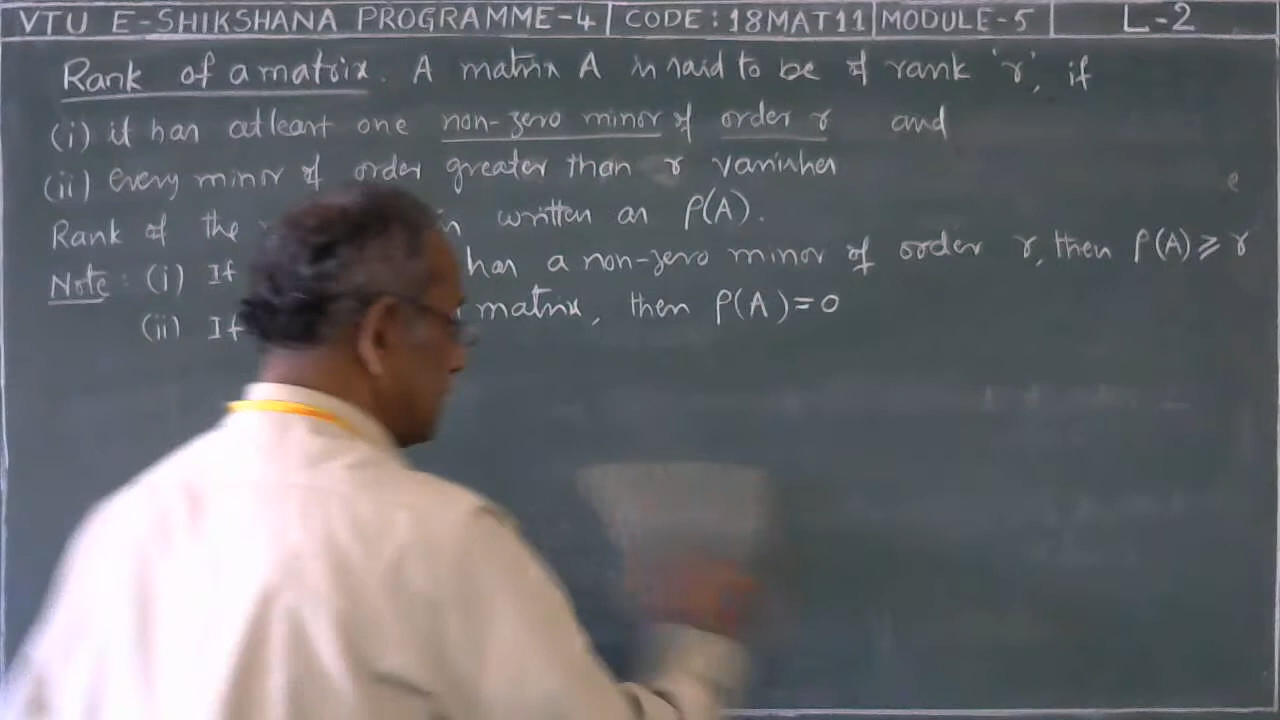 VTU E-SHIKSHANA PROGRAMME-4 | CODE: 18MAT11 | MODULE-5 | L-2
Rank of a matrix. A matrix A is said to be of rank 'r', if
(i) it has atleast one non-zero minor of order r and
(ii) every minor of order greater than r vanishes
Rank of the is written as ρ(A).
Note: (i) If has a non-zero minor of order r, then ρ(A) ⩾ r
(ii) If matrix, then ρ(A) = 0